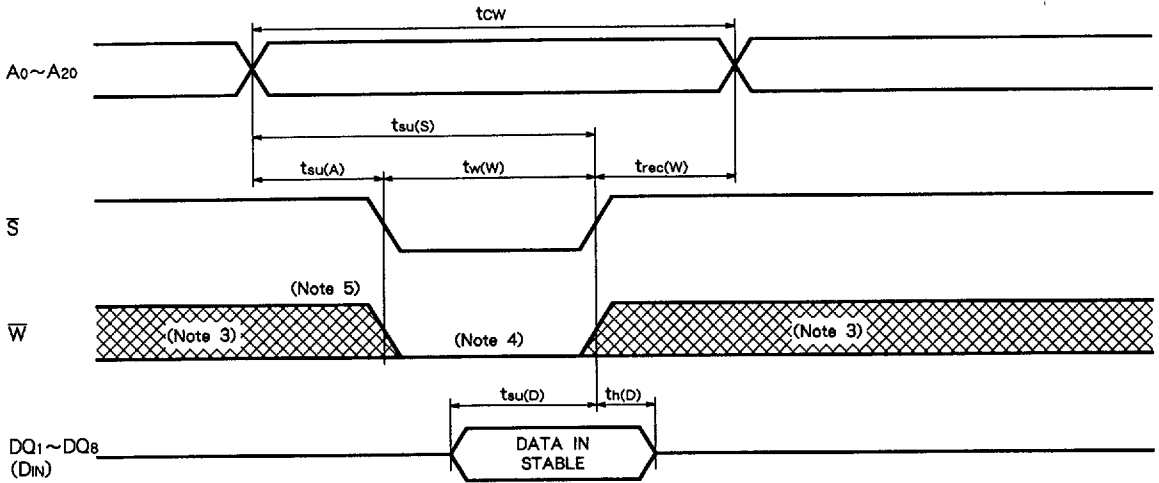 tCW
A0~A20
tsu(S)
tsu(A)
tw(W)
trec(W)
S̅
(Note 5)
W̅
(Note 3)
(Note 4)
(Note 3)
tsu(D)
th(D)
DQ1~DQ8
(DIN)
DATA IN
STABLE